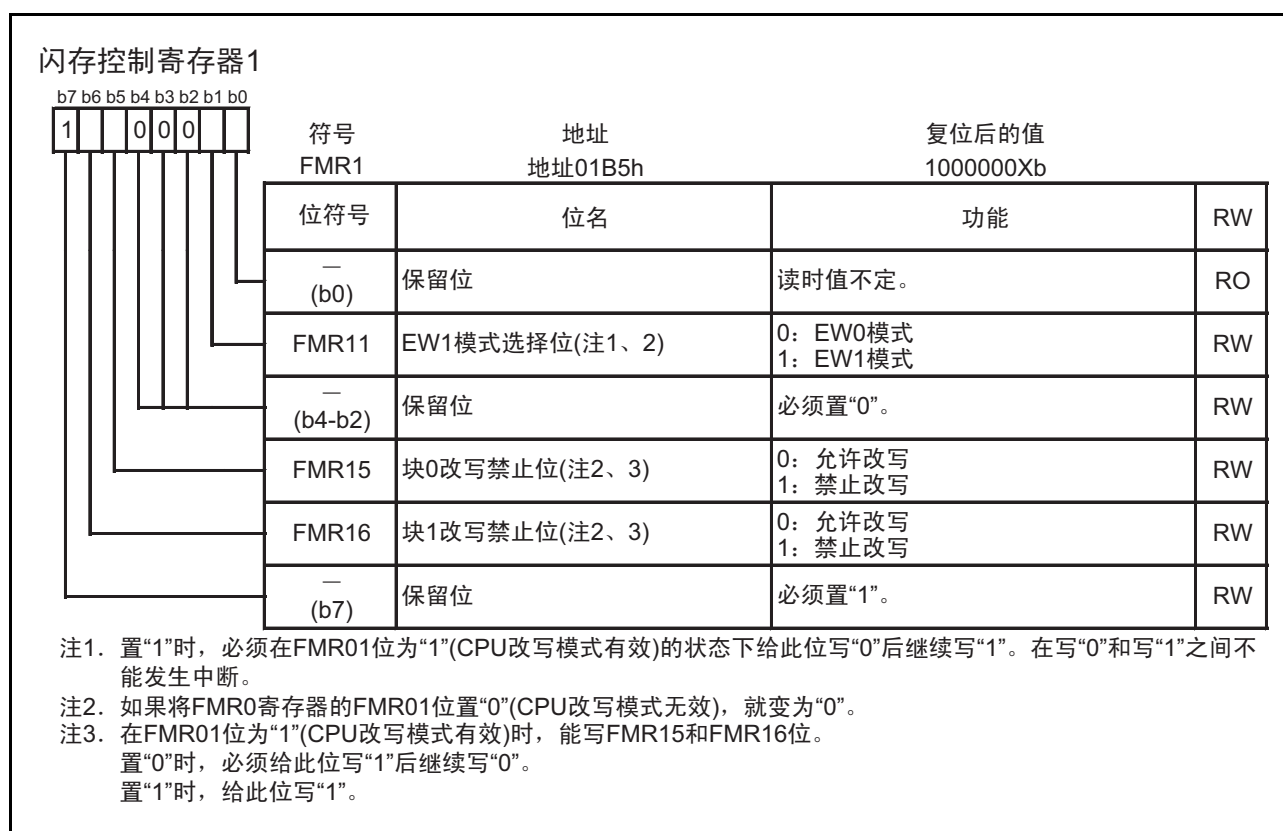 闪存控制寄存器1
b7 b6 b5 b4 b3 b2 b1 b0
1 0 0 0
符号 地址 复位后的值
FMR1 地址01B5h 1000000Xb
位符号 位名 功能 RW
—
(b0) 保留位 读时值不定。 RO
FMR11 EW1模式选择位(注1、2) 0：EW0模式
1：EW1模式 RW
—
(b4-b2) 保留位 必须置“0”。 RW
FMR15 块0改写禁止位(注2、3) 0：允许改写
1：禁止改写 RW
FMR16 块1改写禁止位(注2、3) 0：允许改写
1：禁止改写 RW
—
(b7) 保留位 必须置“1”。 RW
注1. 置“1”时，必须在FMR01位为“1”(CPU改写模式有效)的状态下给此位写“0”后继续写“1”。在写“0”和写“1”之间不
能发生中断。
注2. 如果将FMR0寄存器的FMR01位置“0”(CPU改写模式无效)，就变为“0”。
注3. 在FMR01位为“1”(CPU改写模式有效)时，能写FMR15和FMR16位。
置“0”时，必须给此位写“1”后继续写“0”。
置“1”时，给此位写“1”。